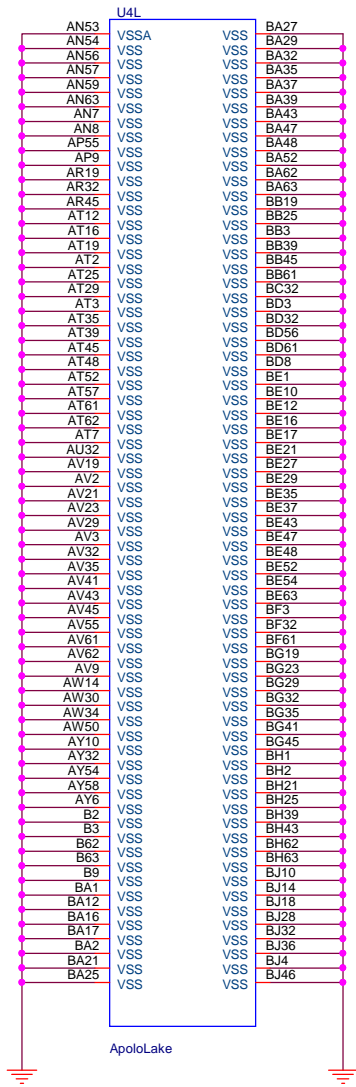 U4L
AN53 VSSA VSS BA27
AN54 VSS VSS BA29
AN56 VSS VSS BA32
AN57 VSS VSS BA35
AN59 VSS VSS BA37
AN63 VSS VSS BA39
AN7 VSS VSS BA43
AN8 VSS VSS BA47
AP55 VSS VSS BA48
AP9 VSS VSS BA52
AR19 VSS VSS BA62
AR32 VSS VSS BA63
AR45 VSS VSS BB19
AT12 VSS VSS BB25
AT16 VSS VSS BB3
AT19 VSS VSS BB39
AT2 VSS VSS BB45
AT25 VSS VSS BB61
AT29 VSS VSS BC32
AT3 VSS VSS BD3
AT35 VSS VSS BD32
AT39 VSS VSS BD56
AT45 VSS VSS BD61
AT48 VSS VSS BD8
AT52 VSS VSS BE1
AT57 VSS VSS BE10
AT61 VSS VSS BE12
AT62 VSS VSS BE16
AT7 VSS VSS BE17
AU32 VSS VSS BE21
AV19 VSS VSS BE27
AV2 VSS VSS BE29
AV21 VSS VSS BE35
AV23 VSS VSS BE37
AV29 VSS VSS BE43
AV3 VSS VSS BE47
AV32 VSS VSS BE48
AV35 VSS VSS BE52
AV41 VSS VSS BE54
AV43 VSS VSS BE63
AV45 VSS VSS BF3
AV55 VSS VSS BF32
AV61 VSS VSS BF61
AV62 VSS VSS BG19
AV9 VSS VSS BG23
AW14 VSS VSS BG29
AW30 VSS VSS BG32
AW34 VSS VSS BG35
AW50 VSS VSS BG41
AY10 VSS VSS BG45
AY32 VSS VSS BH1
AY54 VSS VSS BH2
AY58 VSS VSS BH21
AY6 VSS VSS BH25
B2 VSS VSS BH39
B3 VSS VSS BH43
B62 VSS VSS BH62
B63 VSS VSS BH63
B9 VSS VSS BJ10
BA1 VSS VSS BJ14
BA12 VSS VSS BJ18
BA16 VSS VSS BJ28
BA17 VSS VSS BJ32
BA2 VSS VSS BJ36
BA21 VSS VSS BJ4
BA25 VSS VSS BJ46
ApoloLake